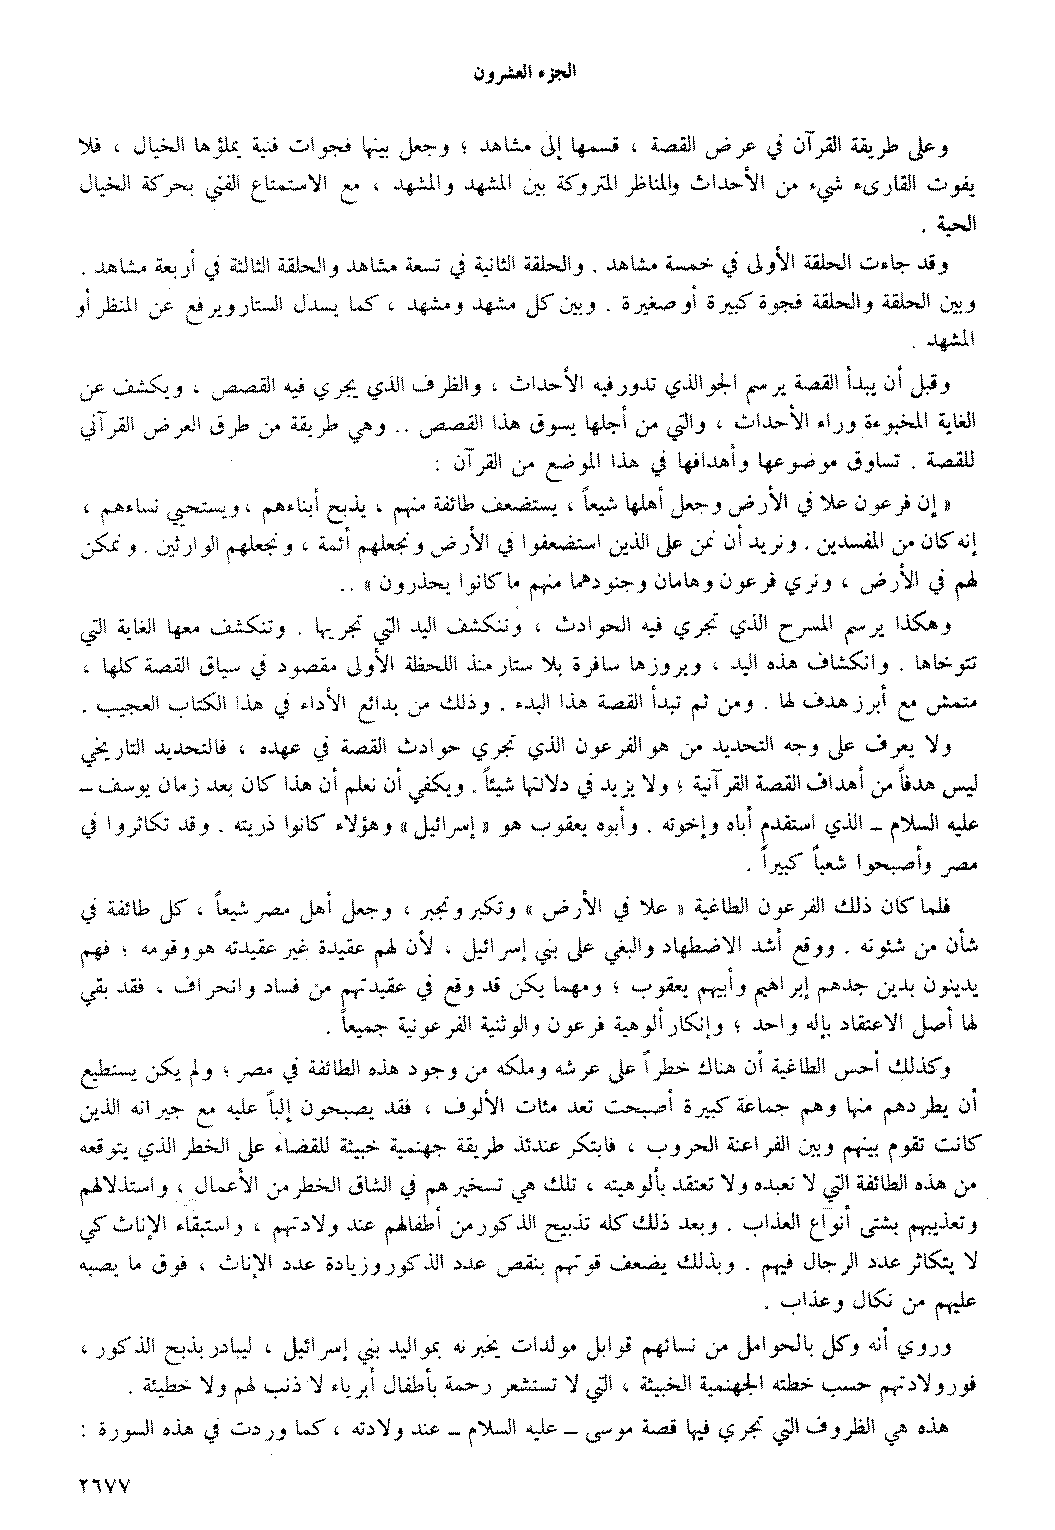 الجزء العشرون
وعلى طريقة القرآن في عرض القصة ، قسمها إلى مشاهد ؛ وجعل بينها فجوات فنية يملؤها الخيال ، فلا
يفوت القارىء شيء من الأحداث والمناظر المتروكة بين المشهد والمشهد ، مع الاستمتاع الفني بحركة الخيال
الحية .
وقد جاءت الحلقة الأولى في خمسة مشاهد . والحلقة الثانية في تسعة مشاهد والحلقة الثالثة في أربعة مشاهد .
وبين الحلقة والحلقة فجوة كبيرة أو صغيرة . وبين كل مشهد ومشهد ، كما يسدل الستار ويرفع عن المنظر أو
المشهد .
وقبل أن يبدأ القصة يرسم الجو الذي تدور فيه الأحداث ، والظرف الذي يجري فيه القصص ، ويكشف عن
الغاية المخبوءة وراء الأحداث ، والتي من أجلها يسوق هذا القصص .. وهي طريقة من طرق العرض القرآني
للقصة . تساوق موضوعها وأهدافها في هذا الموضع من القرآن :
« إن فرعون علا في الأرض وجعل أهلها شيعاً ، يستضعف طائفة منهم ، يذبح أبناءهم ، ويستحيي نساءهم ،
إنه كان من المفسدين . ونريد أن نمن على الذين استضعفوا في الأرض ونجعلهم أئمة ، ونجعلهم الوارثين . ونمكن
لهم في الأرض ، ونري فرعون وهامان وجنودهما منهم ما كانوا يحذرون » ..
وهكذا يرسم المسرح الذي تجري فيه الحوادث ، وتنكشف اليد التي تجريها . وتنكشف معها الغاية التي
تتوخاها . وانكشاف هذه اليد ، وبروزها سافرة بلا ستار منذ اللحظة الأولى مقصود في سياق القصة كلها ،
متمش مع أبرز هدف لها . ومن ثم تبدأ القصة هذا البدء . وذلك من بدائع الأداء في هذا الكتاب العجيب .
ولا يعرف على وجه التحديد من هو الفرعون الذي تجري حوادث القصة في عهده ، فالتحديد التاريخي
ليس هدفاً من أهداف القصة القرآنية ؛ ولا يزيد في دلالتها شيئاً . ويكفي أن نعلم أن هذا كان بعد زمان يوسف –
عليه السلام – الذي استقدم أباه وإخوته . وأبوه يعقوب هو « إسرائيل » وهؤلاء كانوا ذريته . وقد تكاثروا في
مصر وأصبحوا شعباً كبيراً .
فلما كان ذلك الفرعون الطاغية « علا في الأرض » وتكبر وتجبر ، وجعل أهل مصر شيعاً ، كل طائفة في
شأن من شئونه . ووقع أشد الاضطهاد والبغي على بني إسرائيل ، لأن لهم عقيدة غير عقيدته هو وقومه ؛ فهم
يدينون بدين جدهم إبراهيم وأبيهم يعقوب ؛ ومهما يكن قد وقع في عقيدتهم من فساد وانحراف ، فقد بقي
لها أصل الاعتقاد بإله واحد ؛ وإنكار ألوهية فرعون والوثنية الفرعونية جميعاً .
وكذلك أحس الطاغية أن هناك خطراً على عرشه وملكه من وجود هذه الطائفة في مصر ؛ ولم يكن يستطيع
أن يطردهم منها وهم جماعة كبيرة أصبحت تعد مئات الألوف ، فقد يصبحون إلباً عليه مع جيرانه الذين
كانت تقوم بينهم وبين الفراعنة الحروب ، فابتكر عندئذ طريقة جهنمية خبيثة للقضاء على الخطر الذي يتوقعه
من هذه الطائفة التي لا تعبده ولا تعتقد بألوهيته ، تلك هي تسخيرهم في الشاق الخطر من الأعمال ، واستذلالهم
وتعذيبهم بشتى أنواع العذاب . وبعد ذلك كله تذبيح الذكور من أطفالهم عند ولادتهم ، واستبقاء الإناث كي
لا يتكاثر عدد الرجال فيهم . وبذلك يضعف قوتهم بنقص عدد الذكور وزيادة عدد الإناث ، فوق ما يصبه
عليهم من نكال وعذاب .
وروي أنه وكل بالحوامل من نسائهم قوابل مولدات يخبرنه بمواليد بني إسرائيل ، ليبادر بذبح الذكور ،
فور ولادتهم حسب خطته الجهنمية الخبيثة ، التي لا تستشعر رحمة بأطفال أبرياء لا ذنب لهم ولا خطيئة .
هذه هي الظروف التي تجري فيها قصة موسى – عليه السلام – عند ولادته ، كما وردت في هذه السورة :
٢٦٧٧